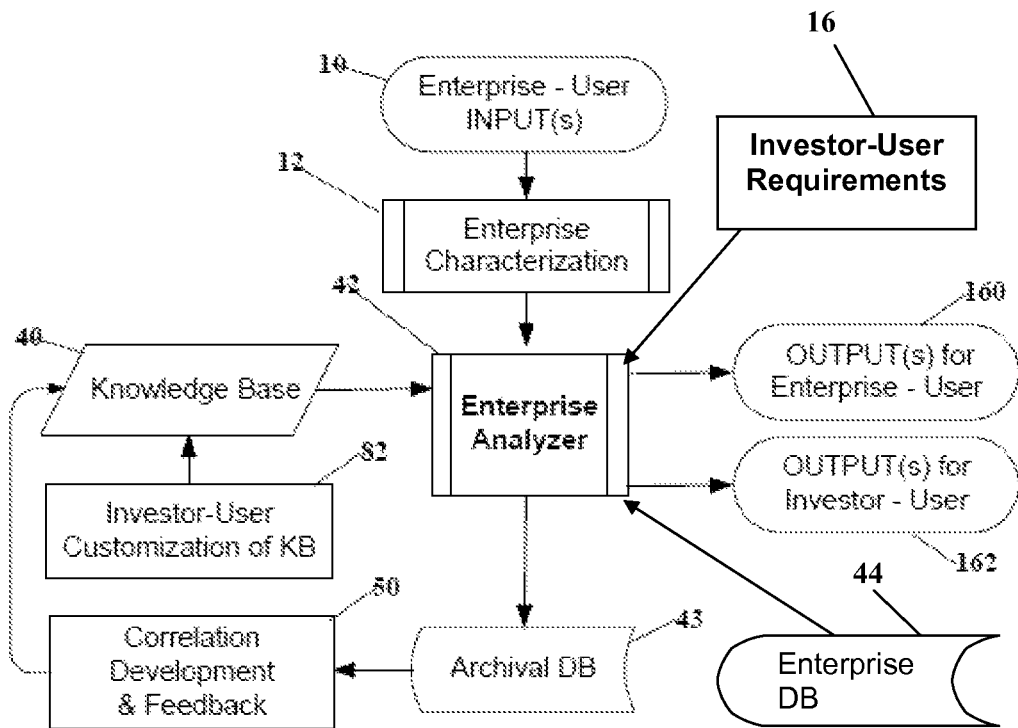 16
10
Enterprise - User
INPUT(s)
Investor-User
Requirements
12
Enterprise
Characterization
42
160
40
Knowledge Base
Enterprise
Analyzer
OUTPUT(s) for
Enterprise - User
82
OUTPUT(s) for
Investor - User
Investor-User
Customization of KB
162
50
44
Correlation
Development
& Feedback
Archival DB
43
Enterprise
DB